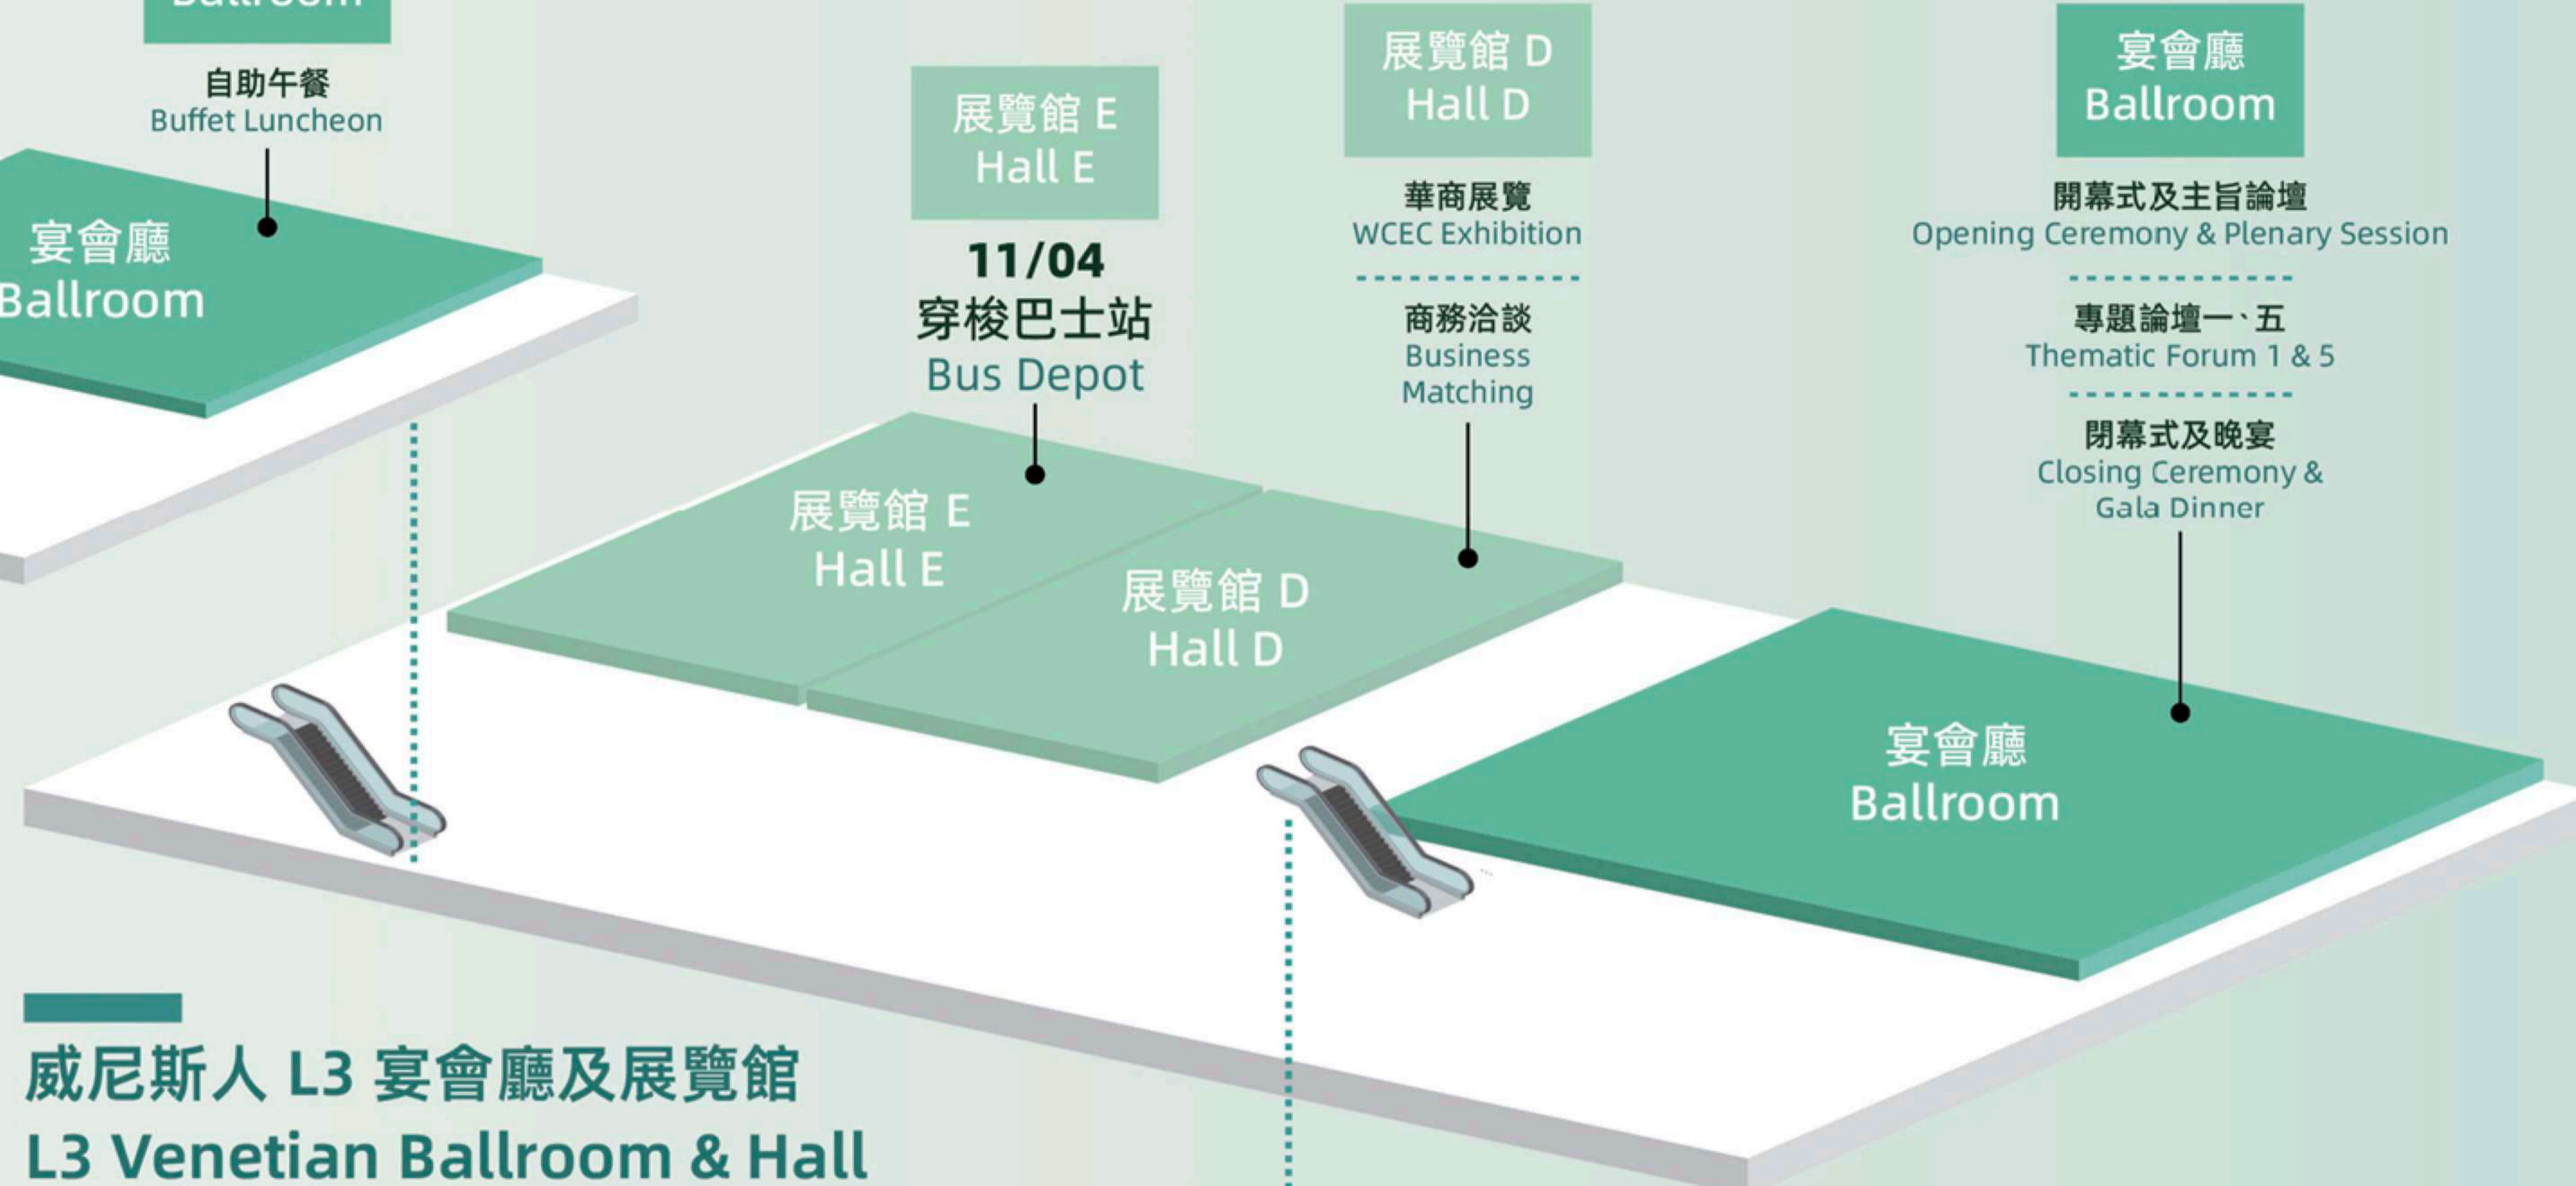 Ballroom
自助午餐
Buffet Luncheon
宴會廳
Ballroom
展覽館 E
Hall E
11/04
穿梭巴士站
Bus Depot
展覽館 D
Hall D
華商展覽
WCEC Exhibition
商務洽談
Business
Matching
宴會廳
Ballroom
開幕式及主旨論壇
Opening Ceremony & Plenary Session
專題論壇一、五
Thematic Forum 1 & 5
閉幕式及晚宴
Closing Ceremony &
Gala Dinner
展覽館 E
Hall E
展覽館 D
Hall D
宴會廳
Ballroom
威尼斯人 L3 宴會廳及展覽館
L3 Venetian Ballroom & Hall